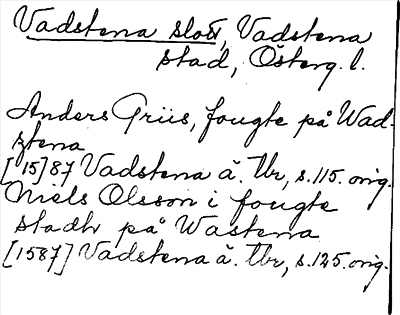 Vadstena slott, Vadstena
stad, Österg. l.
Anders Griis, fougte på Wad-
ztena
[15]87 Vadstena ä. Tbr, s. 115. orig.
Niels Olsson i fougte
stadh på Wastena
[1587] Vadstena ä. Tbr, s. 125. orig.